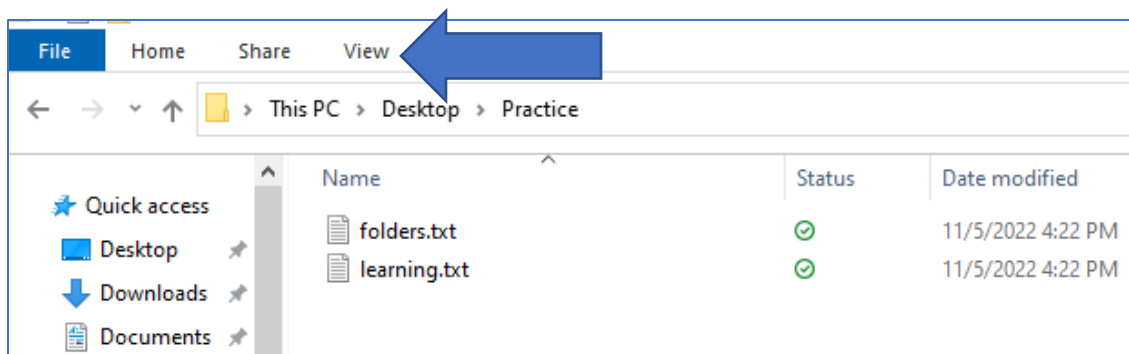 File Home Share View
This PC > Desktop > Practice
Name Status Date modified
Quick access
folders.txt 11/5/2022 4:22 PM
Desktop
learning.txt 11/5/2022 4:22 PM
Downloads
Documents